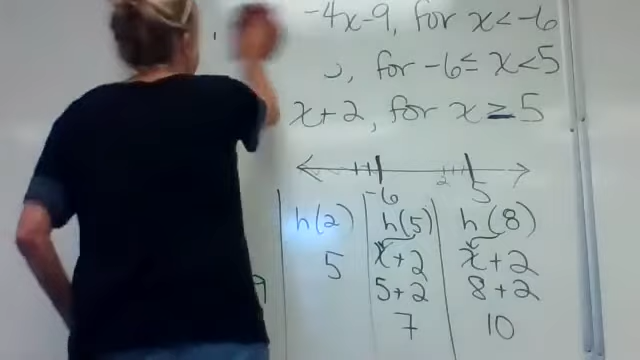 -4x-9, for x<-6
, for -6≤ x<5
x+2, for x ≥ 5
-6 2 5
h(2) h(5) h(8)
9 5 x+2 x+2
5+2 8+2
7 10